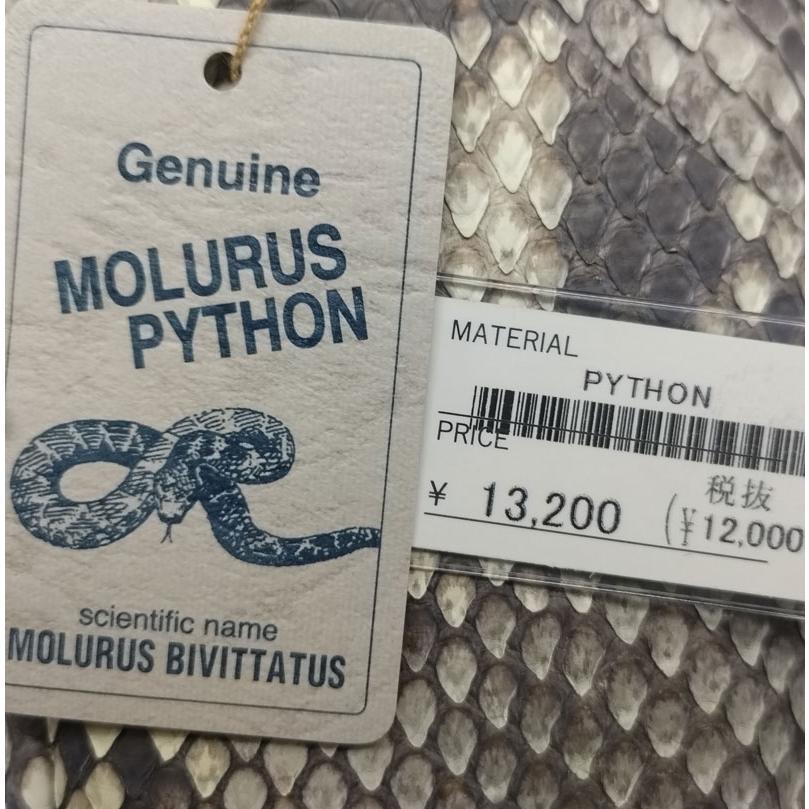 Genuine
MOLURUS
PYTHON
scientific name
MOLURUS BIVITTATUS
MATERIAL
PYTHON
PRICE
¥ 13,200
税抜
(¥12,000